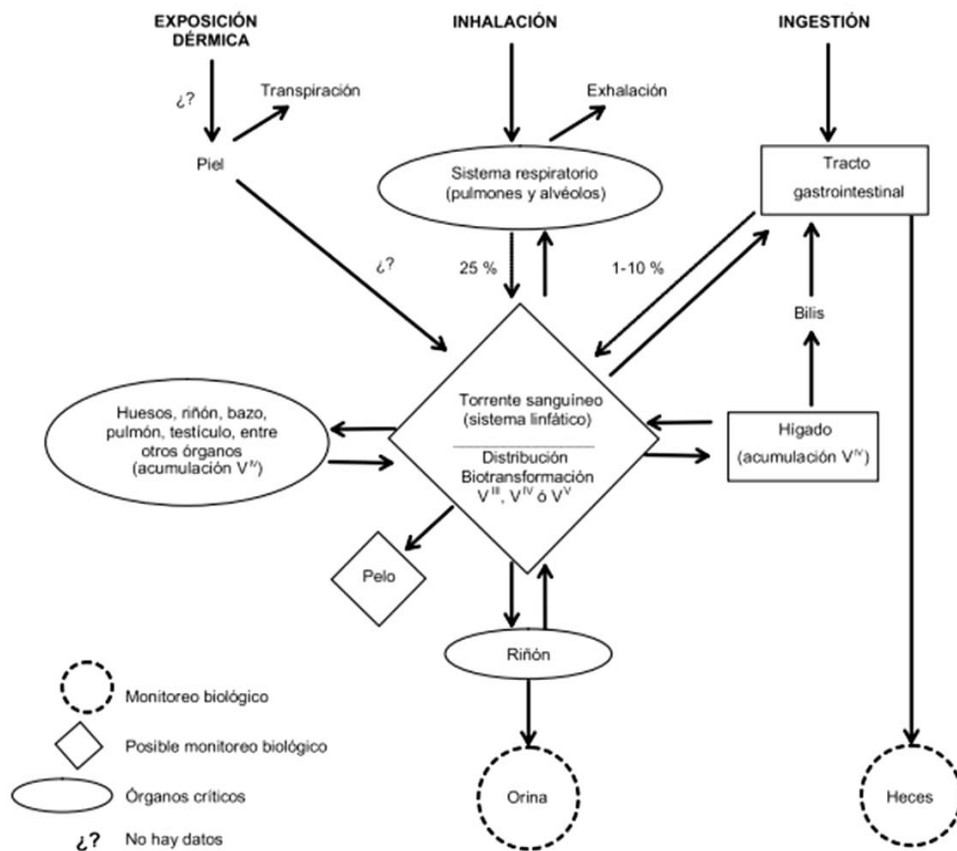 EXPOSICIÓN
DÉRMICA
INHALACIÓN
INGESTIÓN
¿?
Transpiración
Exhalación
Piel
Sistema respiratorio
(pulmones y alvéolos)
Tracto
gastrointestinal
¿?
25 %
1-10 %
Bilis
Huesos, riñón, bazo,
pulmón, testículo, entre
otros órganos
(acumulación V^IV)
Torrente sanguíneo
(sistema linfático)
Distribución
Biotransformación
V^III, V^IV ó V^V
Hígado
(acumulación V^IV)
Pelo
Riñón
Monitoreo biológico
Posible monitoreo biológico
Órganos críticos
¿? No hay datos
Orina
Heces